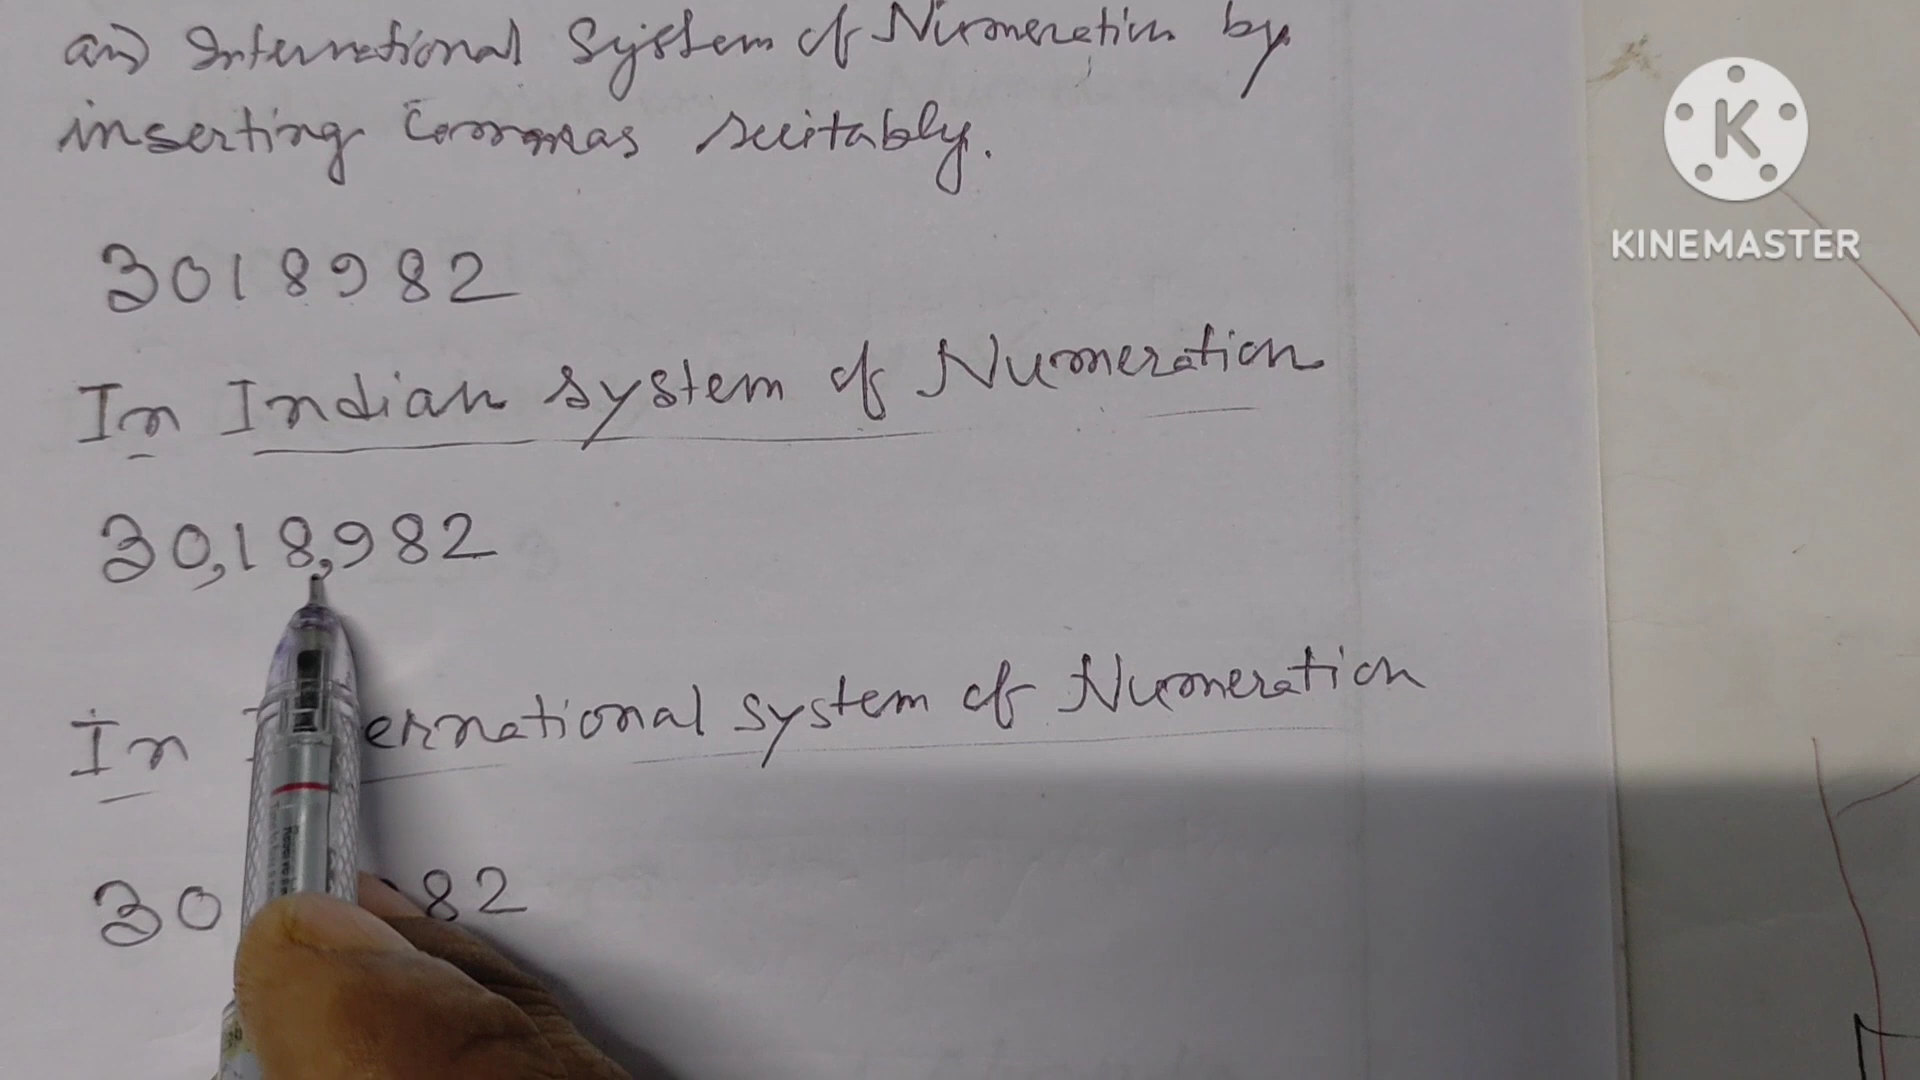 and International System of Numeration by
inserting Commas suitably.
3018982
In Indian System of Numeration
30,18,982
In ernational system of Numeration
30 82
KINEMASTER